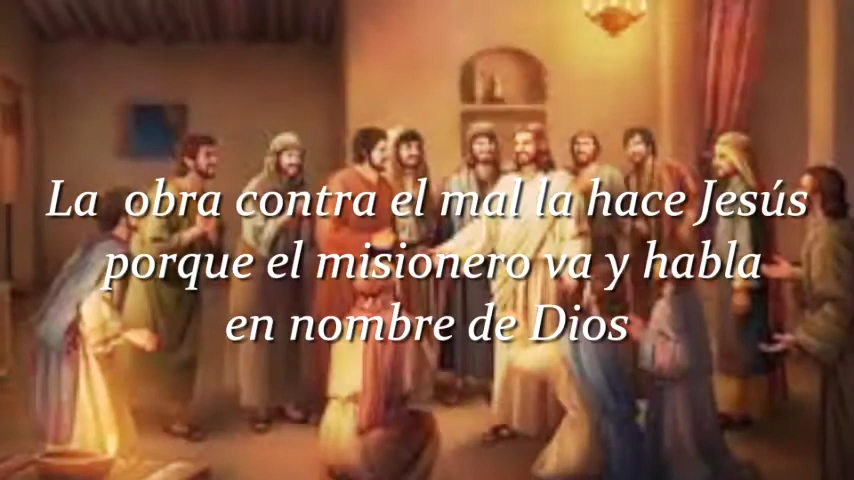 La obra contra el mal la hace Jesús
porque el misionero va y habla
en nombre de Dios